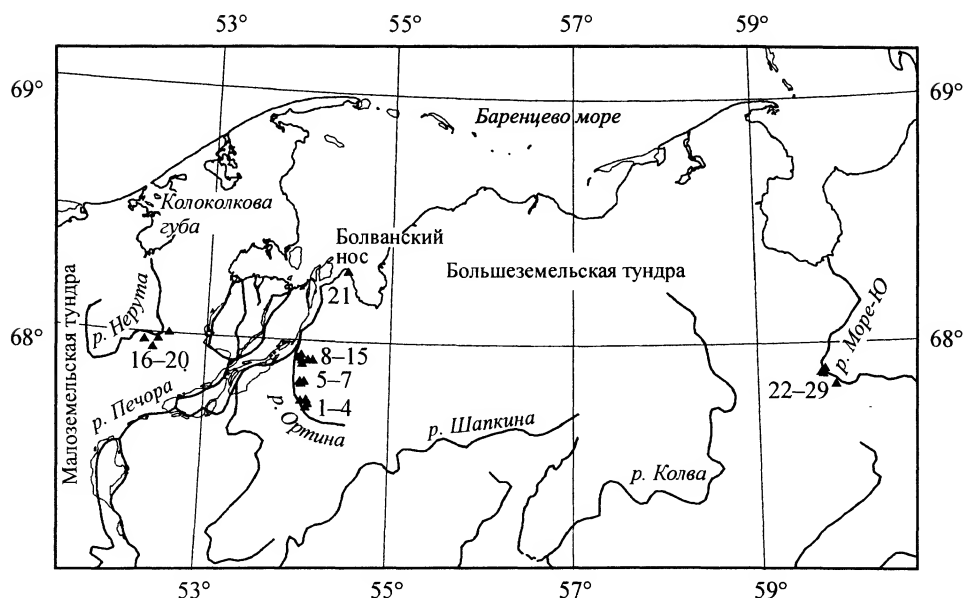 53°
55°
57°
59°
69°
69°
Баренцево море
Колоколкова
губа
Болванский
нос
Большеземельская тундра
21
Малоземельская тундра
р. Нерута
68°
68°
р. Море-Ю
16–20
8–15
5–7
1–4
22–29
р. Печора
р. Ортина
р. Шапкина
р. Колва
53°
55°
57°
59°